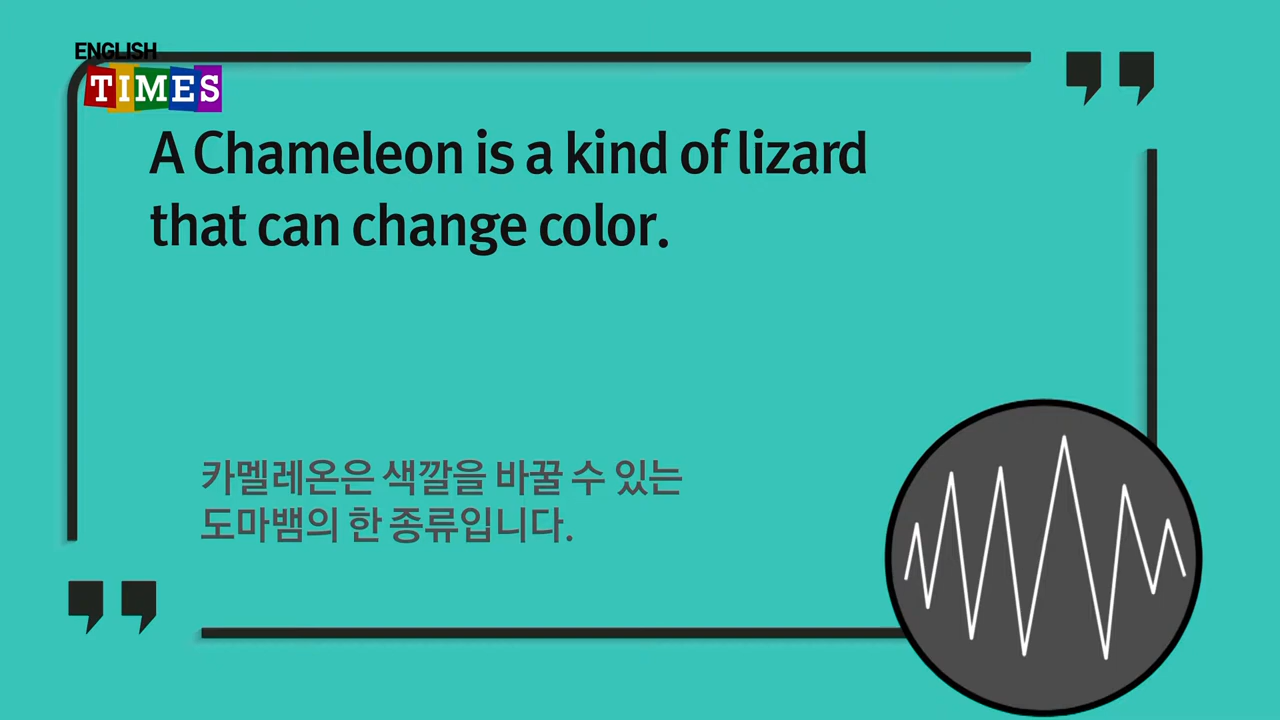 ENGLISH
TIMES
A Chameleon is a kind of lizard
that can change color.
카멜레온은 색깔을 바꿀 수 있는
도마뱀의 한 종류입니다.